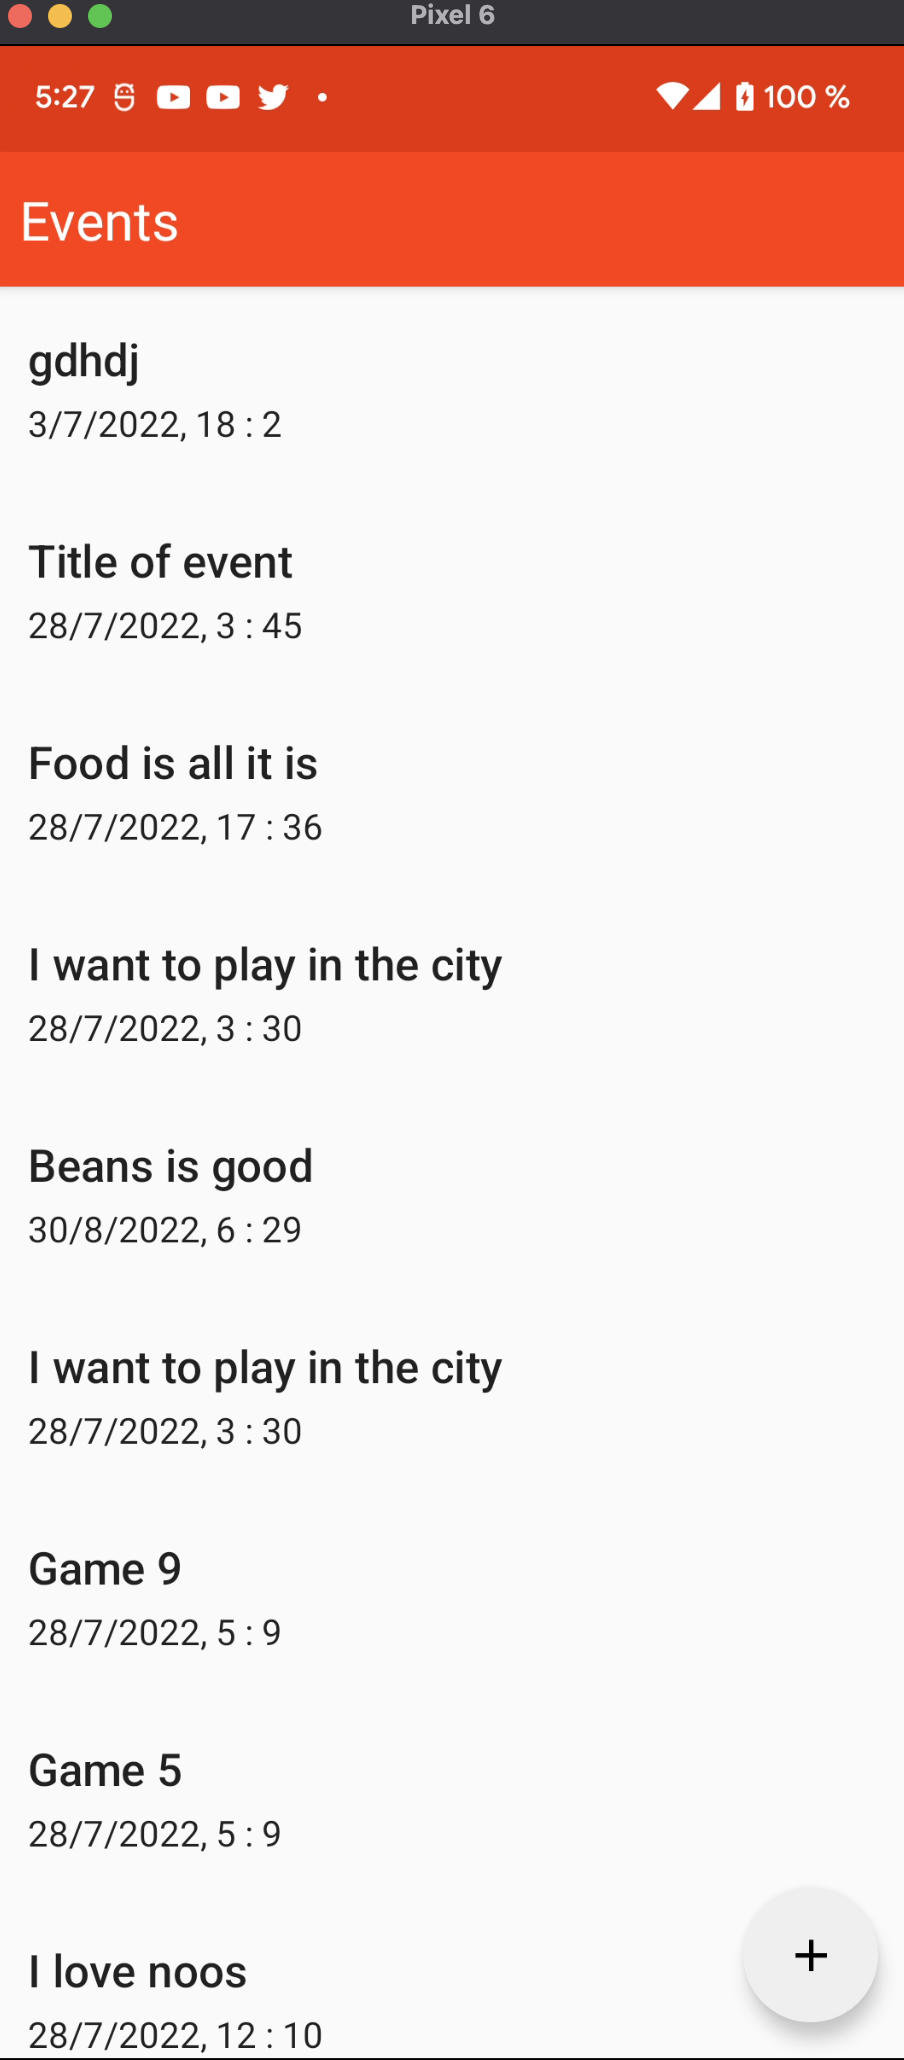 Pixel 6
5:27 100 %
Events
gdhdj
3/7/2022, 18 : 2
Title of event
28/7/2022, 3 : 45
Food is all it is
28/7/2022, 17 : 36
I want to play in the city
28/7/2022, 3 : 30
Beans is good
30/8/2022, 6 : 29
I want to play in the city
28/7/2022, 3 : 30
Game 9
28/7/2022, 5 : 9
Game 5
28/7/2022, 5 : 9
I love noos
28/7/2022, 12 : 10